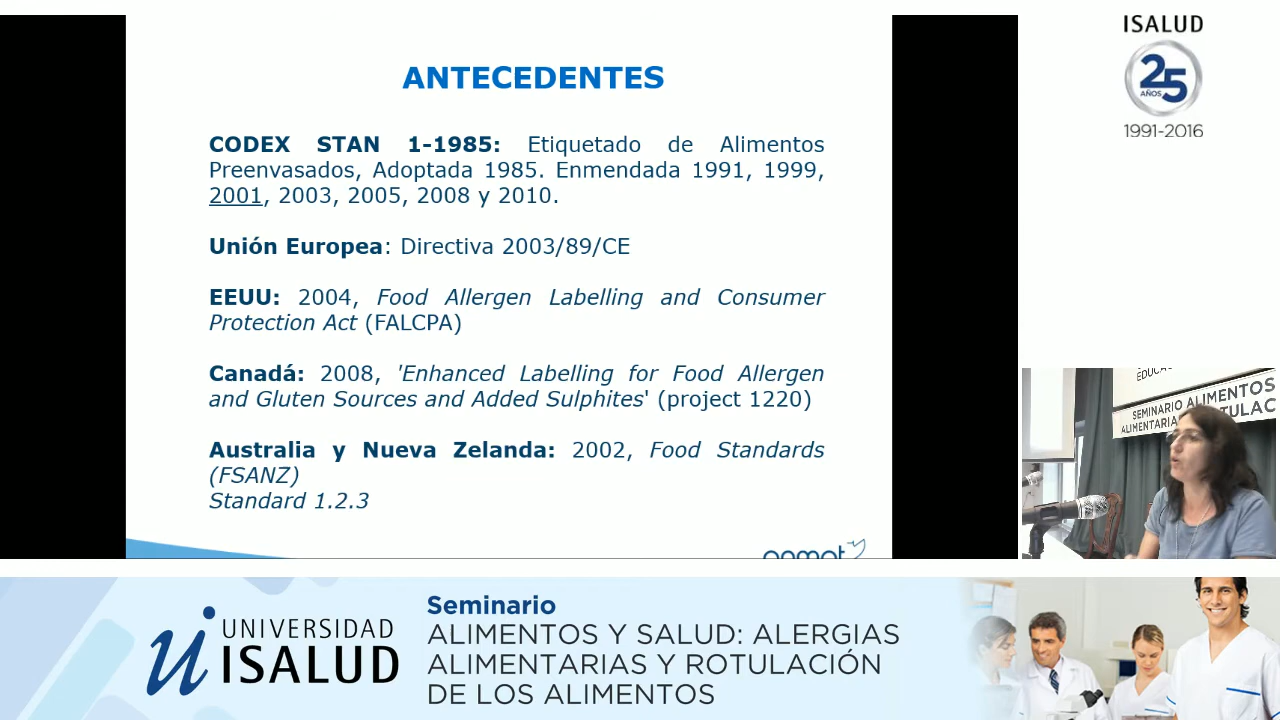 ANTECEDENTES
CODEX STAN 1-1985: Etiquetado de Alimentos
Preenvasados, Adoptada 1985. Enmendada 1991, 1999,
2001, 2003, 2005, 2008 y 2010.
Unión Europea: Directiva 2003/89/CE
EEUU: 2004, Food Allergen Labelling and Consumer
Protection Act (FALCPA)
Canadá: 2008, 'Enhanced Labelling for Food Allergen
and Gluten Sources and Added Sulphites' (project 1220)
Australia y Nueva Zelanda: 2002, Food Standards
(FSANZ)
Standard 1.2.3
anmat
ISALUD
25
AÑOS
1991-2016
SEMINARIO ALIMENTOS
ALIMENTARIA
UNIVERSIDAD
ISALUD
Seminario
ALIMENTOS Y SALUD: ALERGIAS
ALIMENTARIAS Y ROTULACIÓN
DE LOS ALIMENTOS